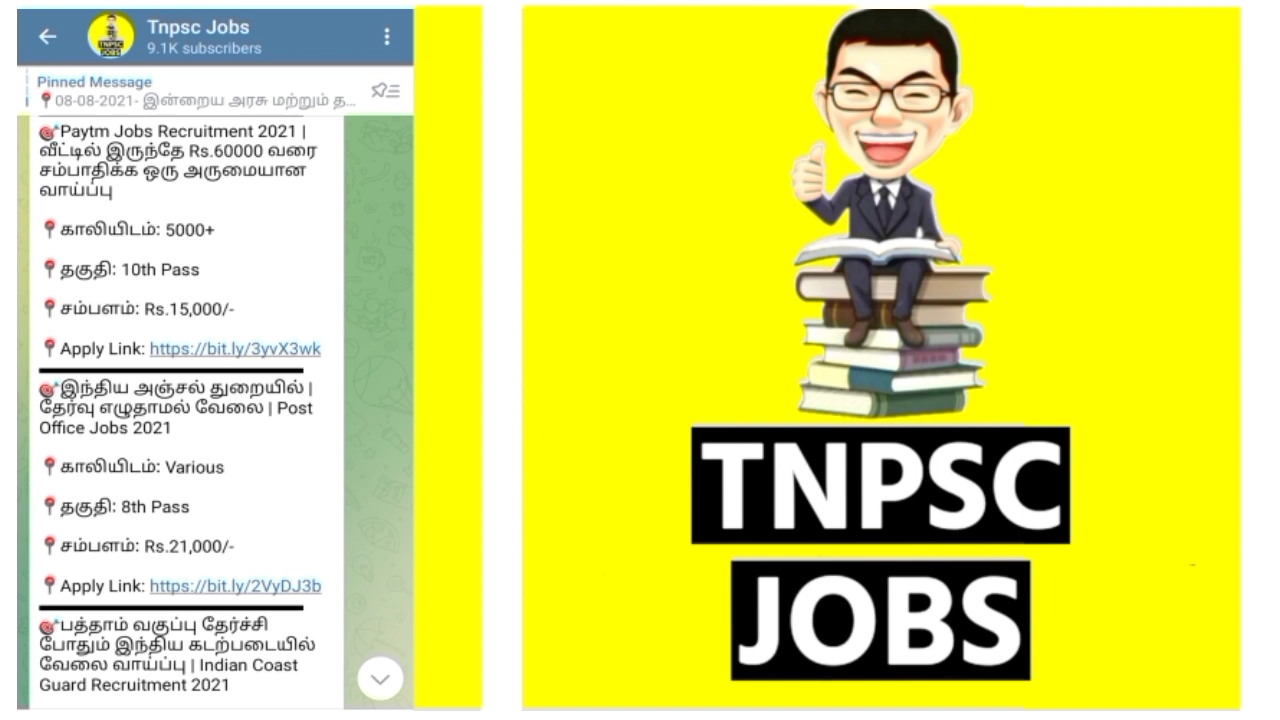 Tnpsc Jobs
9.1K subscribers
Pinned Message
📍08-08-2021- இன்றைய அரசு மற்றும் த...
🎯Paytm Jobs Recruitment 2021 |
வீட்டில் இருந்தே Rs.60000 வரை
சம்பாதிக்க ஒரு அருமையான
வாய்ப்பு
📍காலியிடம்: 5000+
📍தகுதி: 10th Pass
📍சம்பளம்: Rs.15,000/-
📍Apply Link: https://bit.ly/3yvX3wk
🎯இந்திய அஞ்சல் துறையில் |
தேர்வு எழுதாமல் வேலை | Post
Office Jobs 2021
📍காலியிடம்: Various
📍தகுதி: 8th Pass
📍சம்பளம்: Rs.21,000/-
📍Apply Link: https://bit.ly/2VyDJ3b
🎯பத்தாம் வகுப்பு தேர்ச்சி
போதும் இந்திய கடற்படையில்
வேலை வாய்ப்பு | Indian Coast
Guard Recruitment 2021
TNPSC
JOBS